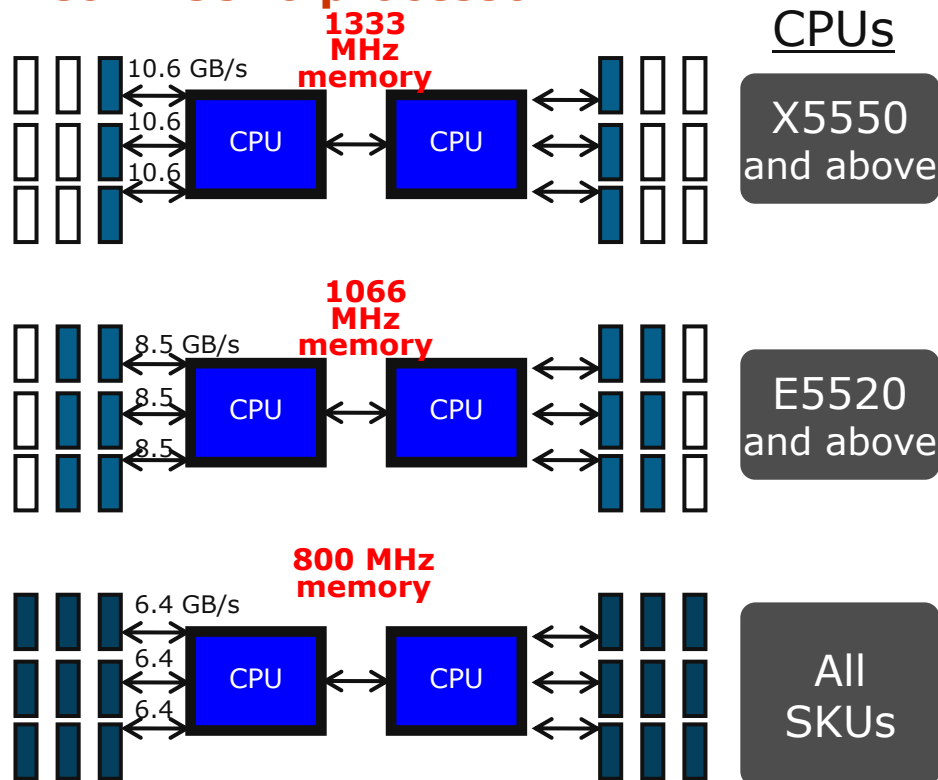 1333
MHz
memory
CPUs
10.6 GB/s
10.6
10.6
CPU
CPU
X5550
and above
1066
MHz
memory
8.5 GB/s
8.5
8.5
CPU
CPU
E5520
and above
800 MHz
memory
6.4 GB/s
6.4
6.4
CPU
CPU
All
SKUs